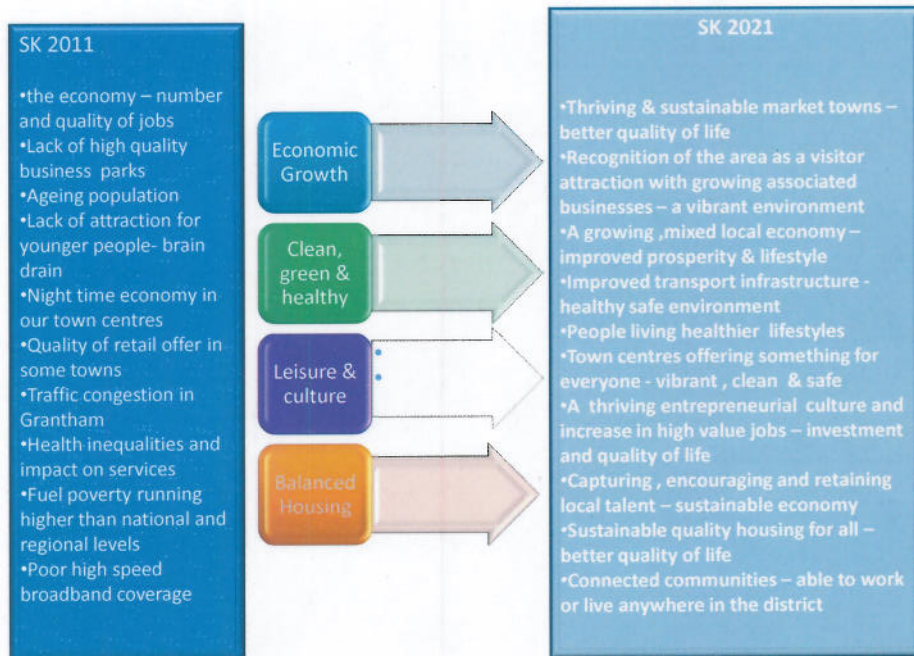 SK 2011
•the economy – number
and quality of jobs
•Lack of high quality
business parks
•Ageing population
•Lack of attraction for
younger people- brain
drain
•Night time economy in
our town centres
•Quality of retail offer in
some towns
•Traffic congestion in
Grantham
•Health inequalities and
impact on services
•Fuel poverty running
higher than national and
regional levels
•Poor high speed
broadband coverage
Economic
Growth
Clean,
green &
healthy
Leisure &
culture
Balanced
Housing
SK 2021
•Thriving & sustainable market towns –
better quality of life
•Recognition of the area as a visitor
attraction with growing associated
businesses – a vibrant environment
•A growing ,mixed local economy –
improved prosperity & lifestyle
•Improved transport infrastructure -
healthy safe environment
•People living healthier lifestyles
•Town centres offering something for
everyone - vibrant , clean & safe
•A thriving entrepreneurial culture and
increase in high value jobs – investment
and quality of life
•Capturing , encouraging and retaining
local talent – sustainable economy
•Sustainable quality housing for all –
better quality of life
•Connected communities – able to work
or live anywhere in the district